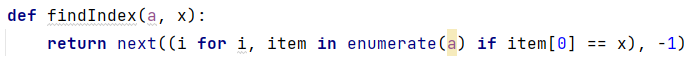 def findIndex(a, x):
    return next((i for i, item in enumerate(a) if item[0] == x), -1)